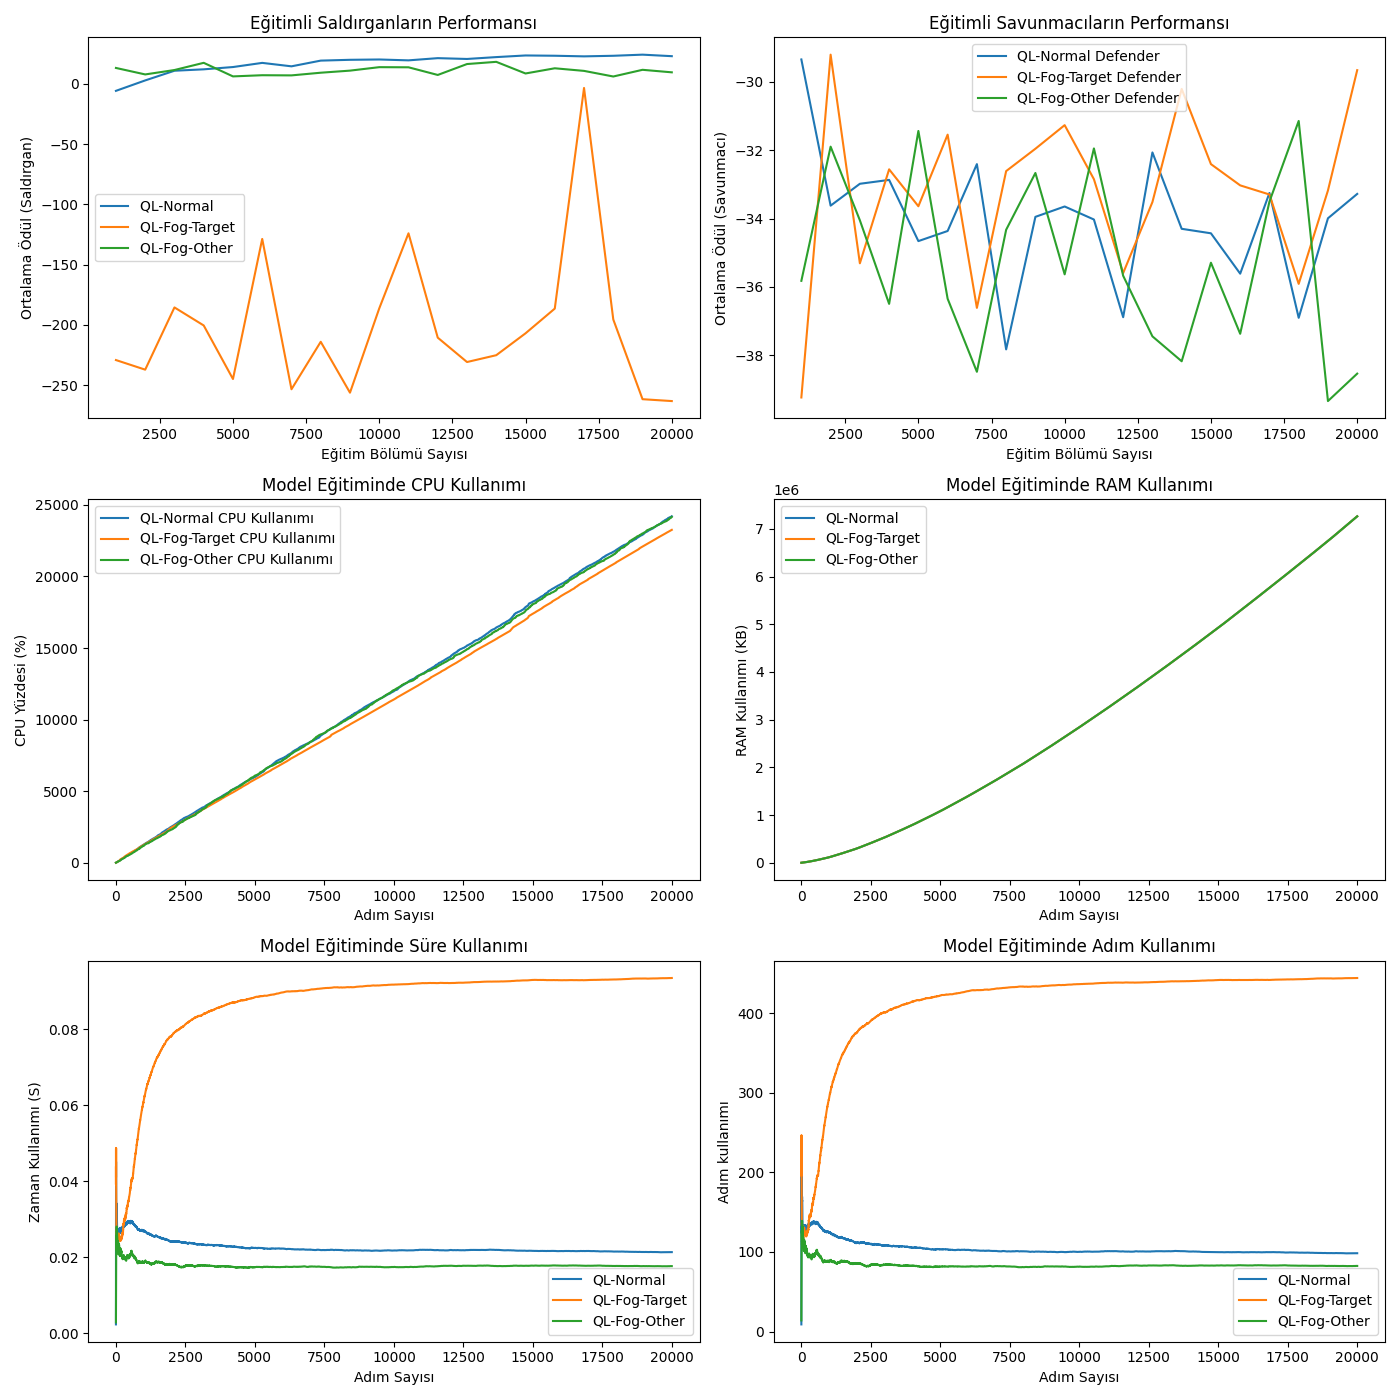 Eğitimli Saldırganların Performansı
Ortalama Ödül (Saldırgan)
0
−50
−100
−150
−200
−250
QL-Normal
QL-Fog-Target
QL-Fog-Other
2500 5000 7500 10000 12500 15000 17500 20000
Eğitim Bölümü Sayısı
Eğitimli Savunmacıların Performansı
Ortalama Ödül (Savunmacı)
−30
−32
−34
−36
−38
QL-Normal Defender
QL-Fog-Target Defender
QL-Fog-Other Defender
2500 5000 7500 10000 12500 15000 17500 20000
Eğitim Bölümü Sayısı
Model Eğitiminde CPU Kullanımı
CPU Yüzdesi (%)
25000
20000
15000
10000
5000
0
QL-Normal CPU Kullanımı
QL-Fog-Target CPU Kullanımı
QL-Fog-Other CPU Kullanımı
0 2500 5000 7500 10000 12500 15000 17500 20000
Adım Sayısı
Model Eğitiminde RAM Kullanımı
1e6
RAM Kullanımı (KB)
7
6
5
4
3
2
1
0
QL-Normal
QL-Fog-Target
QL-Fog-Other
0 2500 5000 7500 10000 12500 15000 17500 20000
Adım Sayısı
Model Eğitiminde Süre Kullanımı
Zaman Kullanımı (S)
0.08
0.06
0.04
0.02
0.00
QL-Normal
QL-Fog-Target
QL-Fog-Other
0 2500 5000 7500 10000 12500 15000 17500 20000
Adım Sayısı
Model Eğitiminde Adım Kullanımı
Adım kullanımı
400
300
200
100
0
QL-Normal
QL-Fog-Target
QL-Fog-Other
0 2500 5000 7500 10000 12500 15000 17500 20000
Adım Sayısı